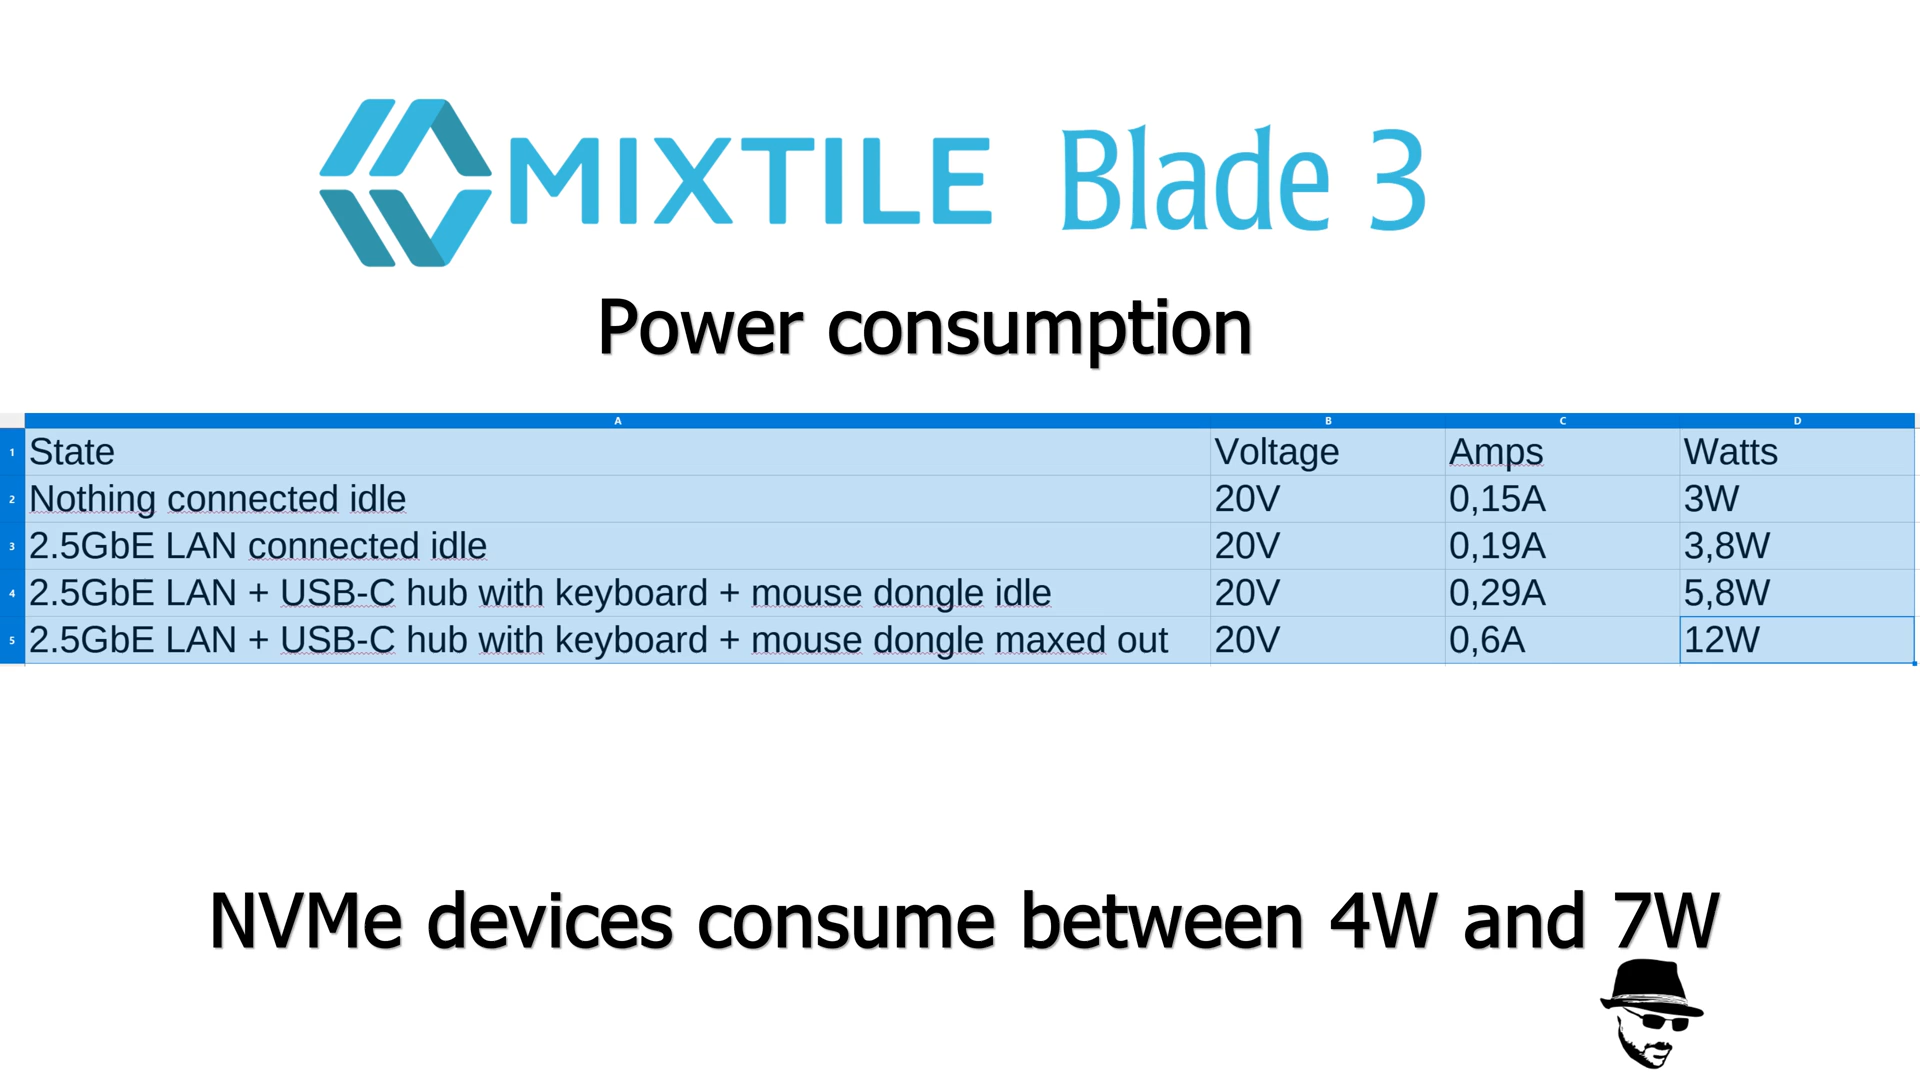 MIXTILE Blade 3
Power consumption
A B C D
1 State Voltage Amps Watts
2 Nothing connected idle 20V 0,15A 3W
3 2.5GbE LAN connected idle 20V 0,19A 3,8W
4 2.5GbE LAN + USB-C hub with keyboard + mouse dongle idle 20V 0,29A 5,8W
5 2.5GbE LAN + USB-C hub with keyboard + mouse dongle maxed out 20V 0,6A 12W
NVMe devices consume between 4W and 7W